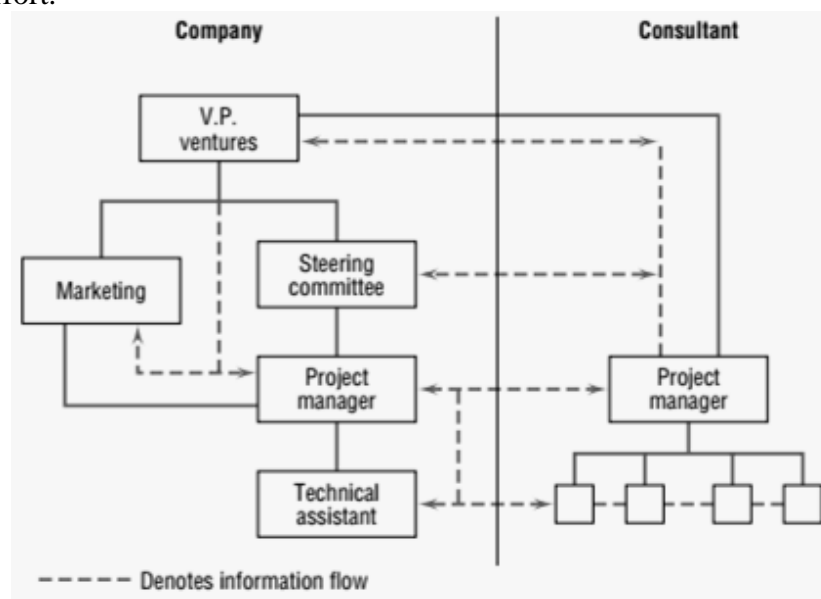 Company
Consultant
V.P.
ventures
Marketing
Steering
committee
Project
manager
Project
manager
Technical
assistant
Denotes information flow